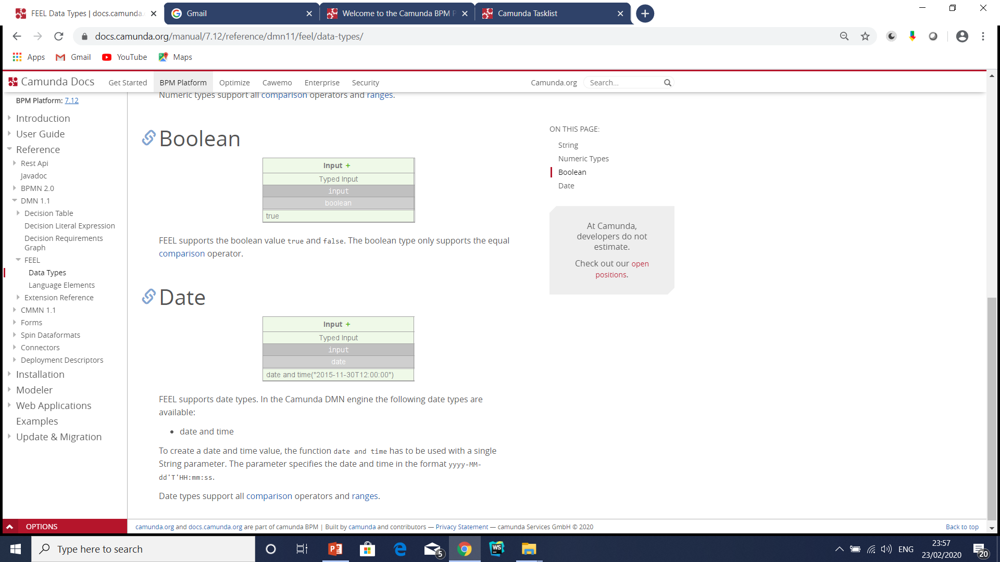 FEEL Data Types | docs.camunda.
Gmail
Welcome to the Camunda BPM P
Camunda Tasklist
docs.camunda.org/manual/7.12/reference/dmn11/feel/data-types/
Apps
Gmail
YouTube
Maps
Camunda Docs
Get Started
BPM Platform
Optimize
Cawemo
Enterprise
Security
Camunda.org
Search...
BPM Platform: 7.12
Introduction
User Guide
Reference
Rest Api
Javadoc
BPMN 2.0
DMN 1.1
Decision Table
Decision Literal Expression
Decision Requirements
Graph
FEEL
Data Types
Language Elements
Extension Reference
CMMN 1.1
Forms
Spin Dataformats
Connectors
Deployment Descriptors
Installation
Modeler
Web Applications
Examples
Update & Migration
OPTIONS
Numeric types support all comparison operators and ranges.
Boolean
Input +
Typed Input
input
boolean
true
FEEL supports the boolean value true and false. The boolean type only supports the equal
comparison operator.
Date
Input +
Typed Input
input
date
date and time("2015-11-30T12:00:00")
FEEL supports date types. In the Camunda DMN engine the following date types are
available:
• date and time
To create a date and time value, the function date and time has to be used with a single
String parameter. The parameter specifies the date and time in the format yyyy-MM-
dd'T'HH:mm:ss.
Date types support all comparison operators and ranges.
ON THIS PAGE:
String
Numeric Types
Boolean
Date
At Camunda,
developers do not
estimate.
Check out our open
positions.
camunda.org and docs.camunda.org are part of camunda BPM | Built by camunda and contributors — Privacy Statement — camunda Services GmbH © 2020
Back to top
Type here to search
5
WS
ENG
23:57
23/02/2020
20